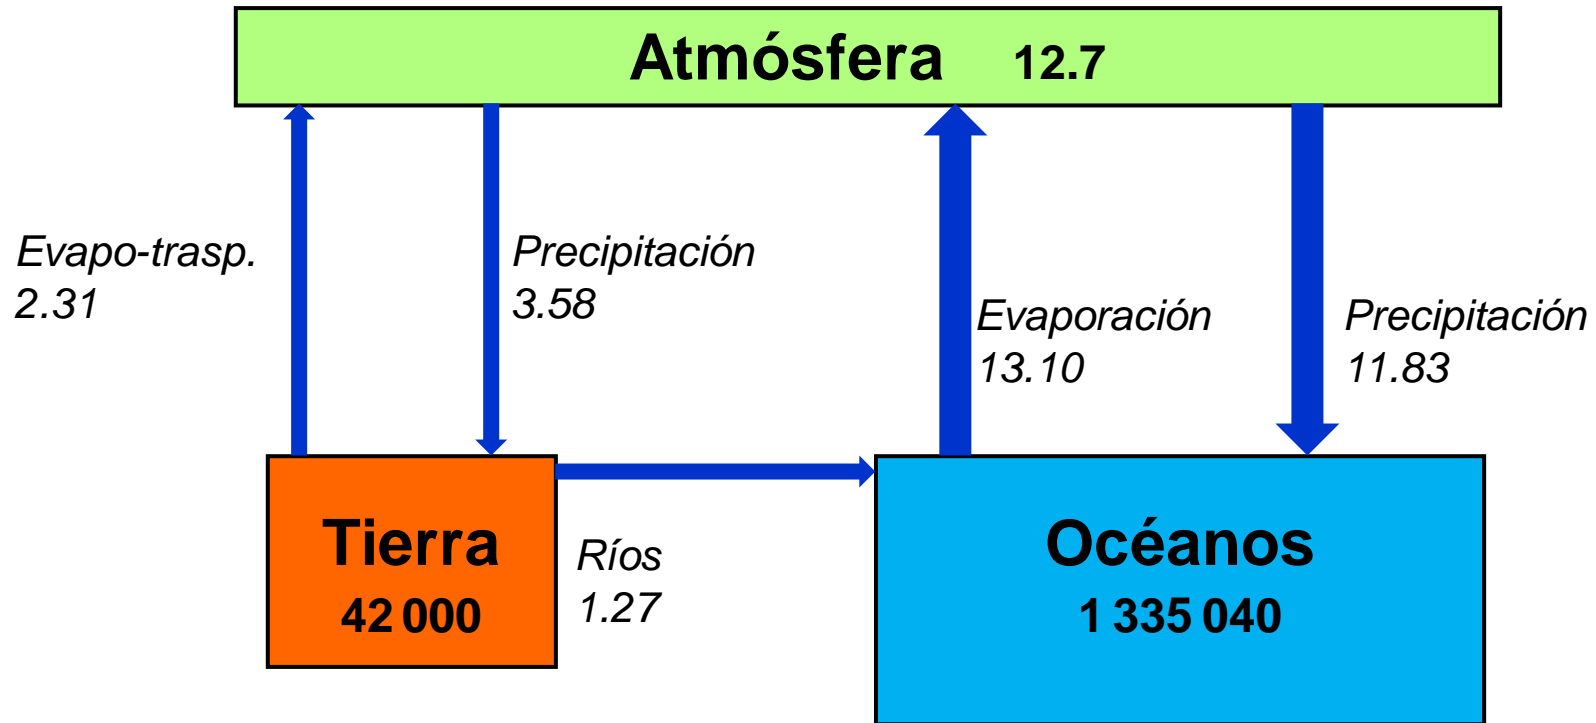 Atmósfera 12.7
Evapo-trasp.
2.31
Precipitación
3.58
Evaporación
13.10
Precipitación
11.83
Tierra
42 000
Ríos
1.27
Océanos
1 335 040